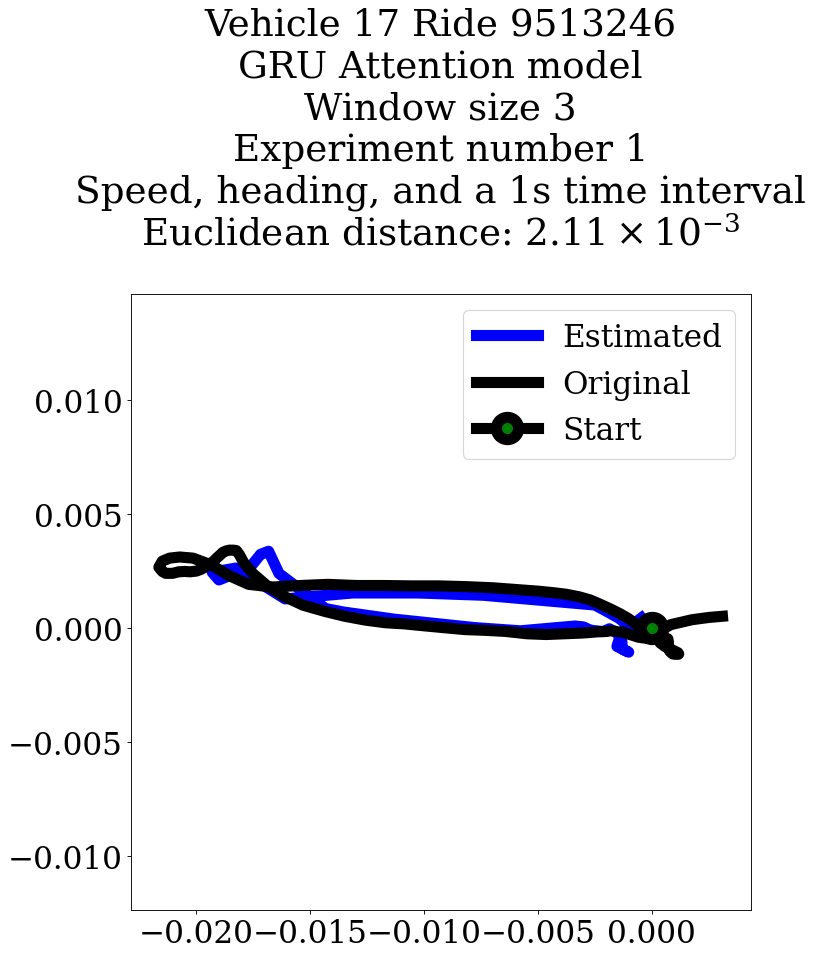 Vehicle 17 Ride 9513246
GRU Attention model
Window size 3
Experiment number 1
Speed, heading, and a 1s time interval
Euclidean distance: 2.11 × 10⁻³
Estimated
Original
Start
0.010
0.005
0.000
−0.005
−0.010
−0.020 −0.015 −0.010 −0.005 0.000